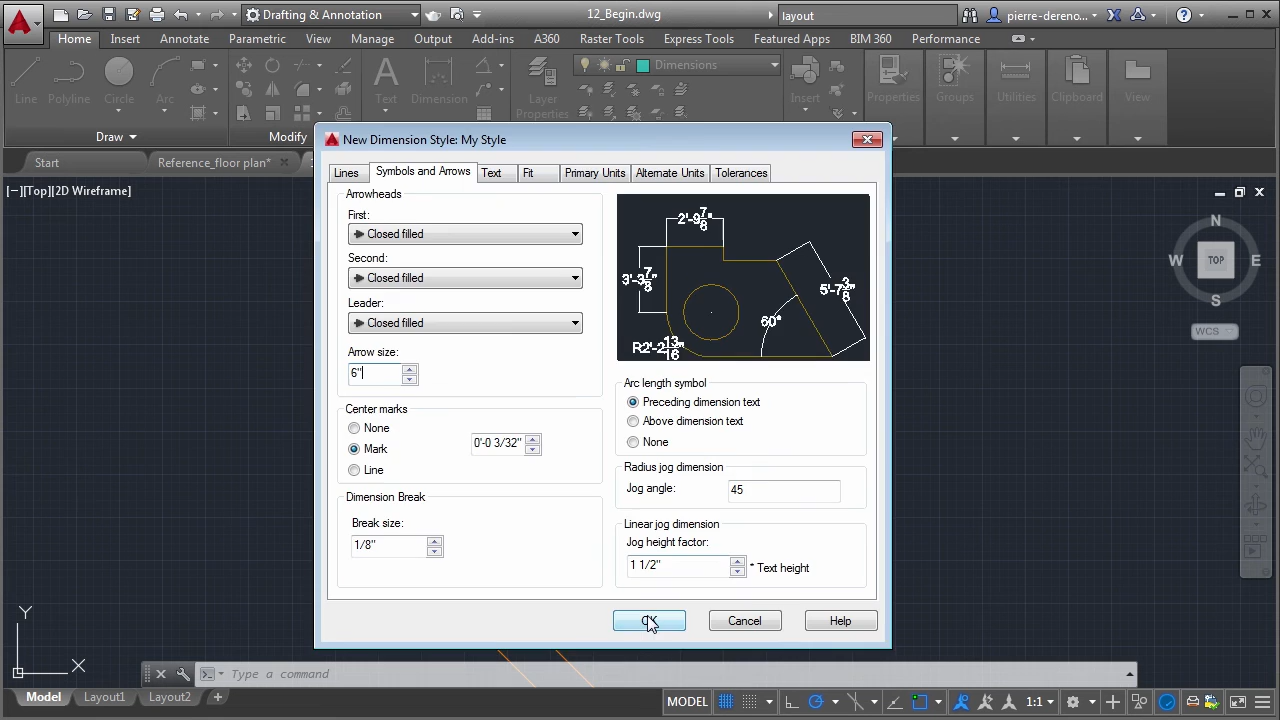 Drafting & Annotation
12_Begin.dwg
layout
pierre-dereno...
Home Insert Annotate Parametric View Manage Output Add-ins A360 Raster Tools Express Tools Featured Apps BIM 360 Performance
Line Polyline Circle Arc Text Dimension Layer Properties Dimensions Insert Properties Groups Utilities Clipboard View
Draw Modify
Start Reference_floor plan*
[−][Top][2D Wireframe]
New Dimension Style: My Style
Lines Symbols and Arrows Text Fit Primary Units Alternate Units Tolerances
Arrowheads
First:
Closed filled
Second:
Closed filled
Leader:
Closed filled
Arrow size:
6"
Center marks
None
Mark
0'-0 3/32"
Line
Dimension Break
Break size:
1/8"
2'-9 7/8"
3'-3 7/8"
5'-7 3/8"
60°
R2'-2 13/16"
Arc length symbol
Preceding dimension text
Above dimension text
None
Radius jog dimension
Jog angle:
45
Linear jog dimension
Jog height factor:
1 1/2"
* Text height
OK Cancel Help
N
W TOP E
S
WCS
Y
X
Type a command
Model Layout1 Layout2 +
MODEL 1:1